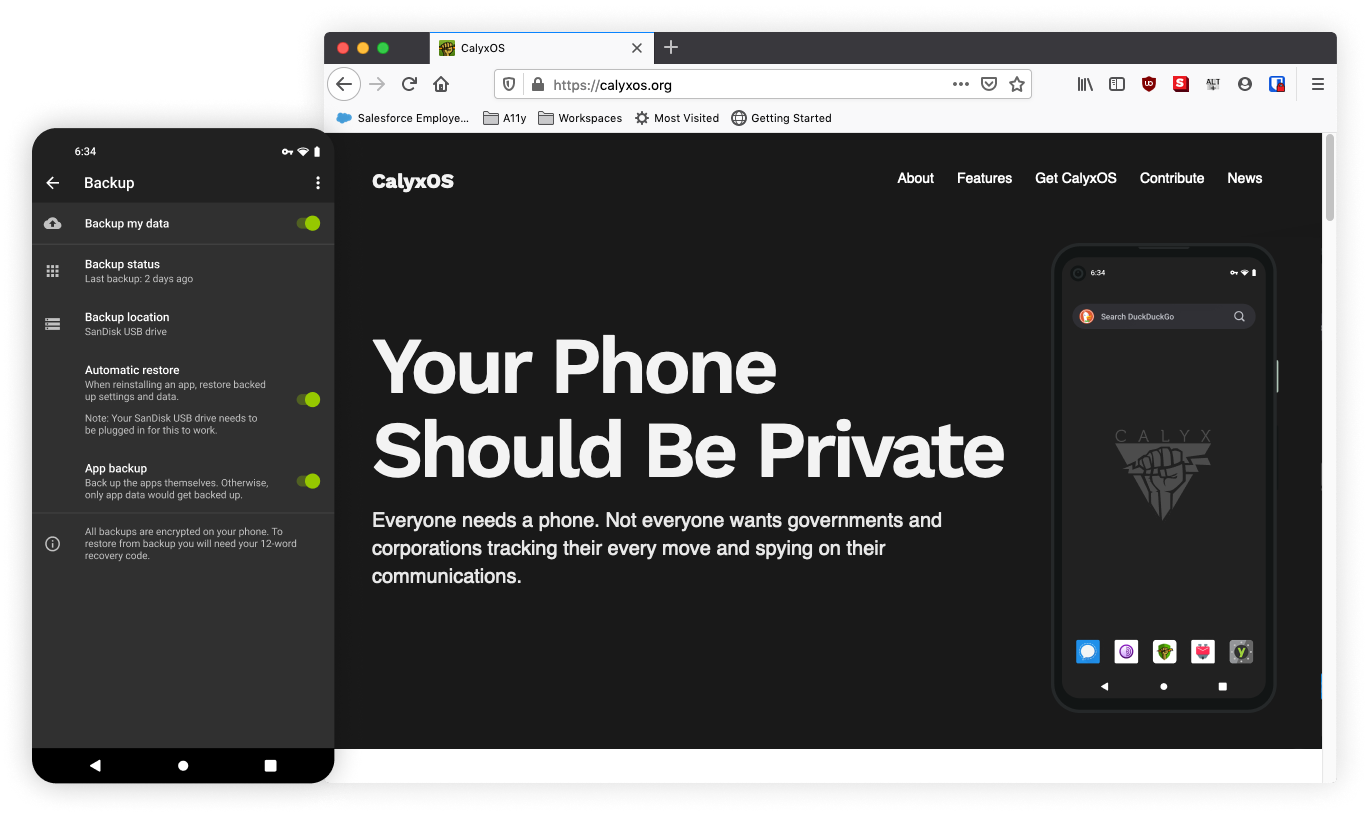 CalyxOS
https://calyxos.org
Salesforce Employe...
A11y
Workspaces
Most Visited
Getting Started
6:34
Backup
Backup my data
Backup status
Last backup: 2 days ago
Backup location
SanDisk USB drive
Automatic restore
When reinstalling an app, restore backed
up settings and data.
Note: Your SanDisk USB drive needs to
be plugged in for this to work.
App backup
Back up the apps themselves. Otherwise,
only app data would get backed up.
All backups are encrypted on your phone. To
restore from backup you will need your 12-word
recovery code.
CalyxOS
About
Features
Get CalyxOS
Contribute
News
Your Phone
Should Be Private
Everyone needs a phone. Not everyone wants governments and
corporations tracking their every move and spying on their
communications.
6:34
Search DuckDuckGo
CALYX